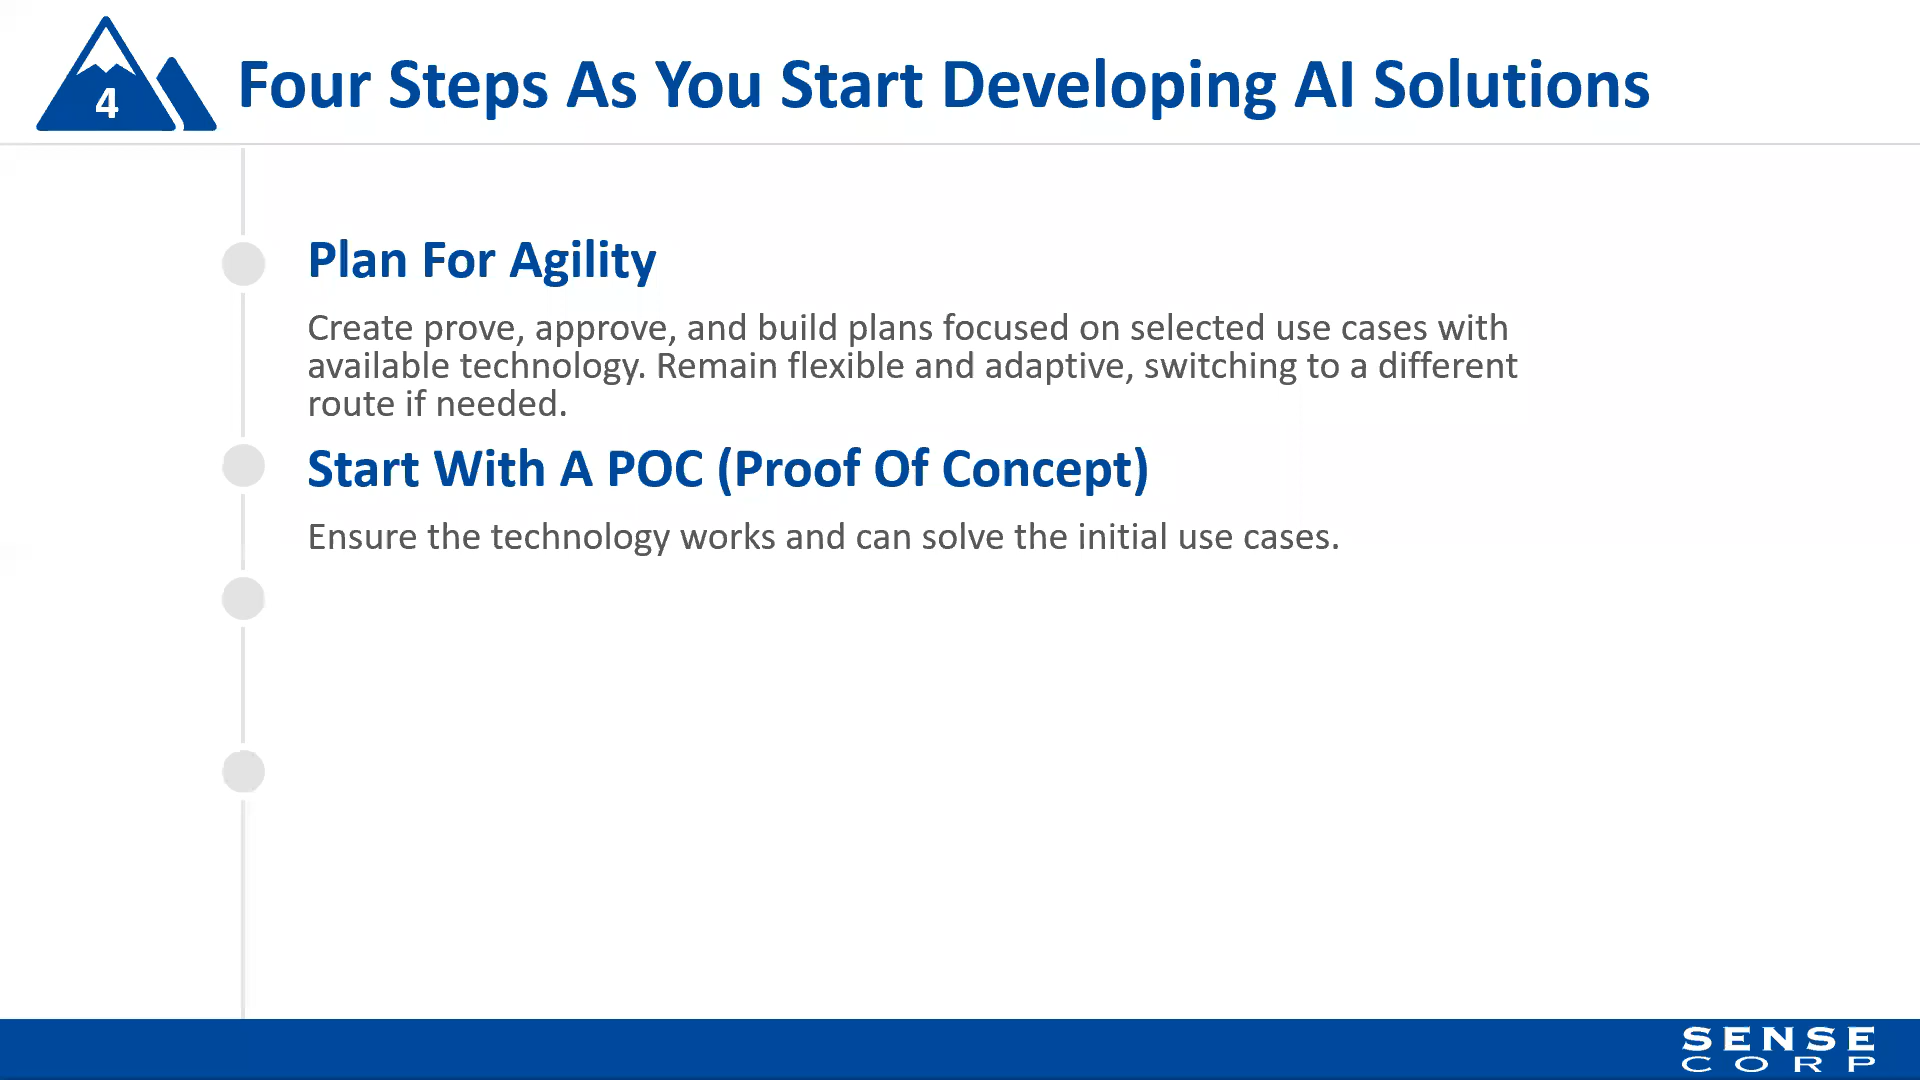 4
Four Steps As You Start Developing AI Solutions
Plan For Agility
Create prove, approve, and build plans focused on selected use cases with
available technology. Remain flexible and adaptive, switching to a different
route if needed.
Start With A POC (Proof Of Concept)
Ensure the technology works and can solve the initial use cases.
SENSE
CORP